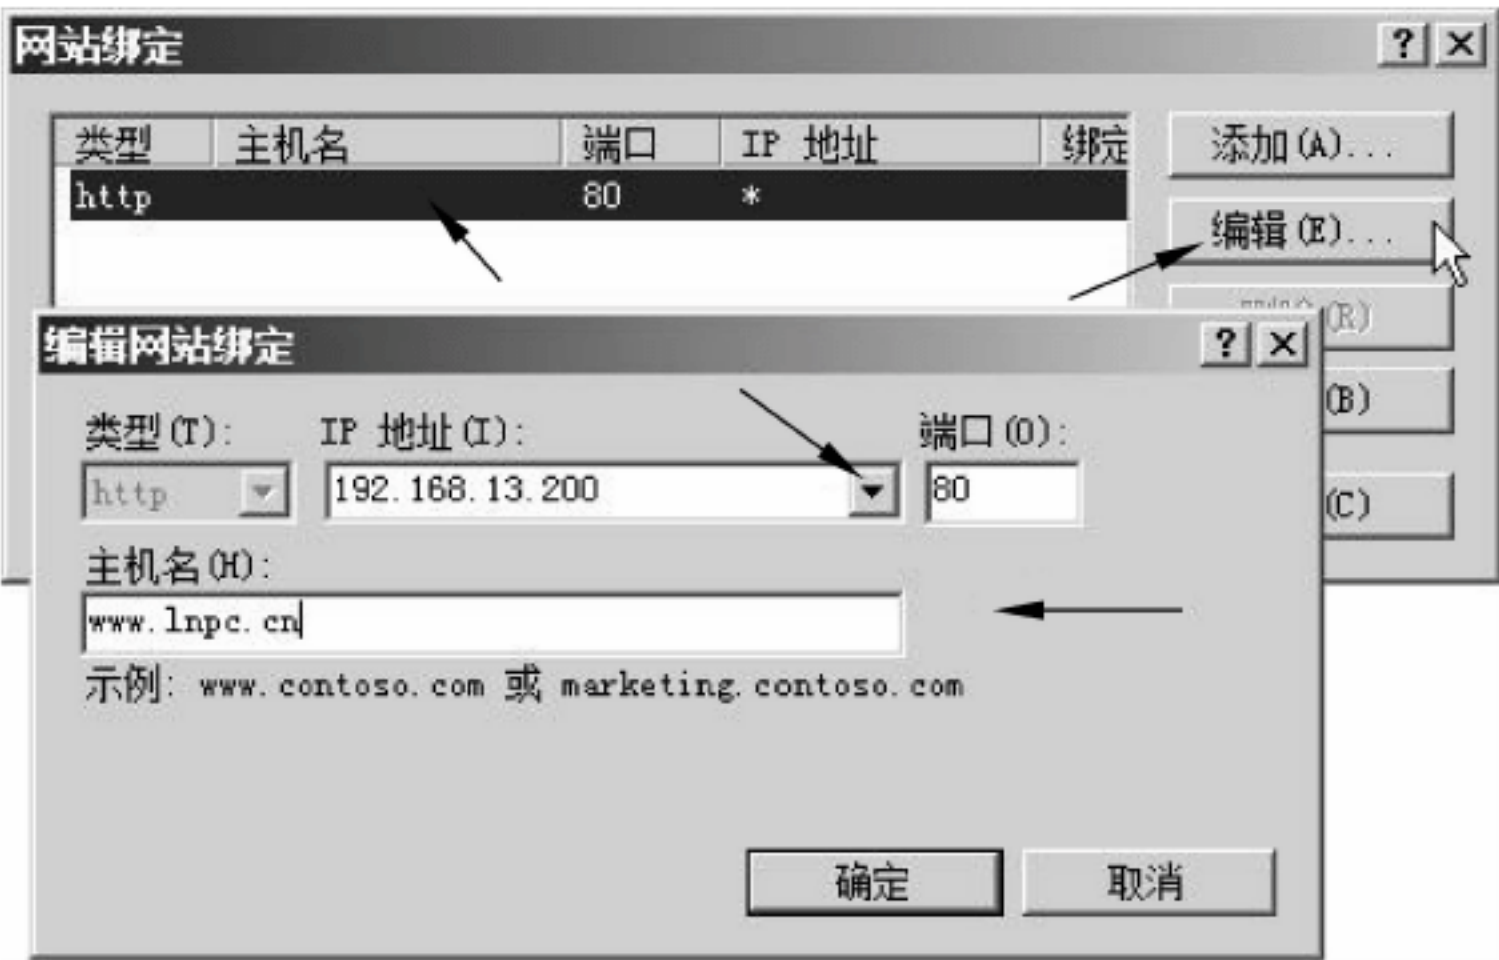 网站绑定
类型 主机名 端口 IP 地址 绑定
http 80 *
添加(A)...
编辑(E)...
(R)
(B)
(C)
编辑网站绑定
类型(T): IP 地址(I): 端口(O):
http 192.168.13.200 80
主机名(H):
www.lnpc.cn
示例: www.contoso.com 或 marketing.contoso.com
确定 取消